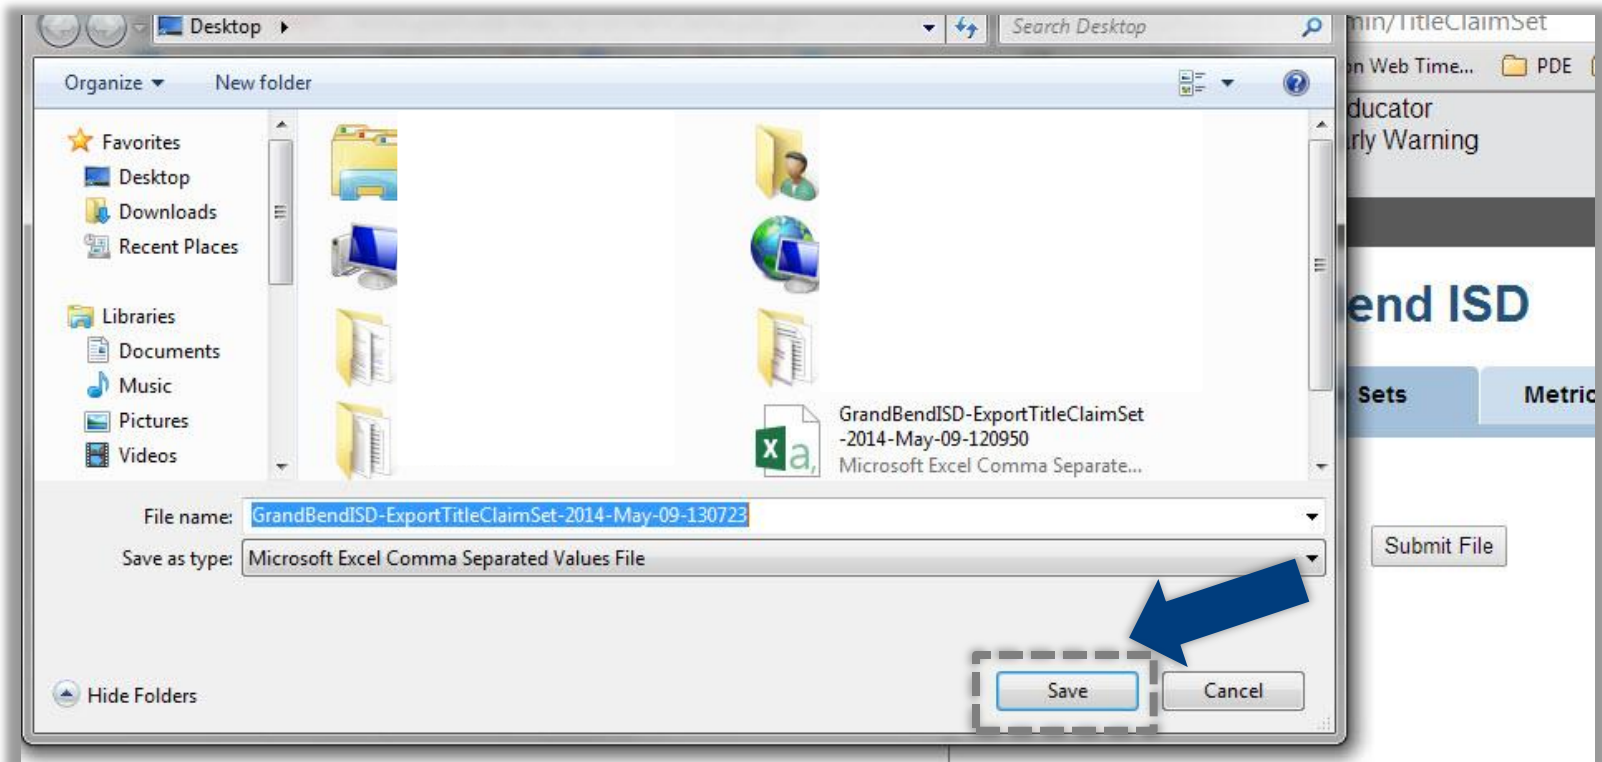 Desktop
Search Desktop
min/TitleClaimSet
Organize
New folder
on Web Time...
PDE
Favorites
Desktop
Downloads
Recent Places
Libraries
Documents
Music
Pictures
Videos
GrandBendISD-ExportTitleClaimSet
-2014-May-09-120950
Microsoft Excel Comma Separate...
File name:
GrandBendISD-ExportTitleClaimSet-2014-May-09-130723
Save as type:
Microsoft Excel Comma Separated Values File
Hide Folders
Save
Cancel
ducator
rly Warning
end ISD
Sets
Metric
Submit File